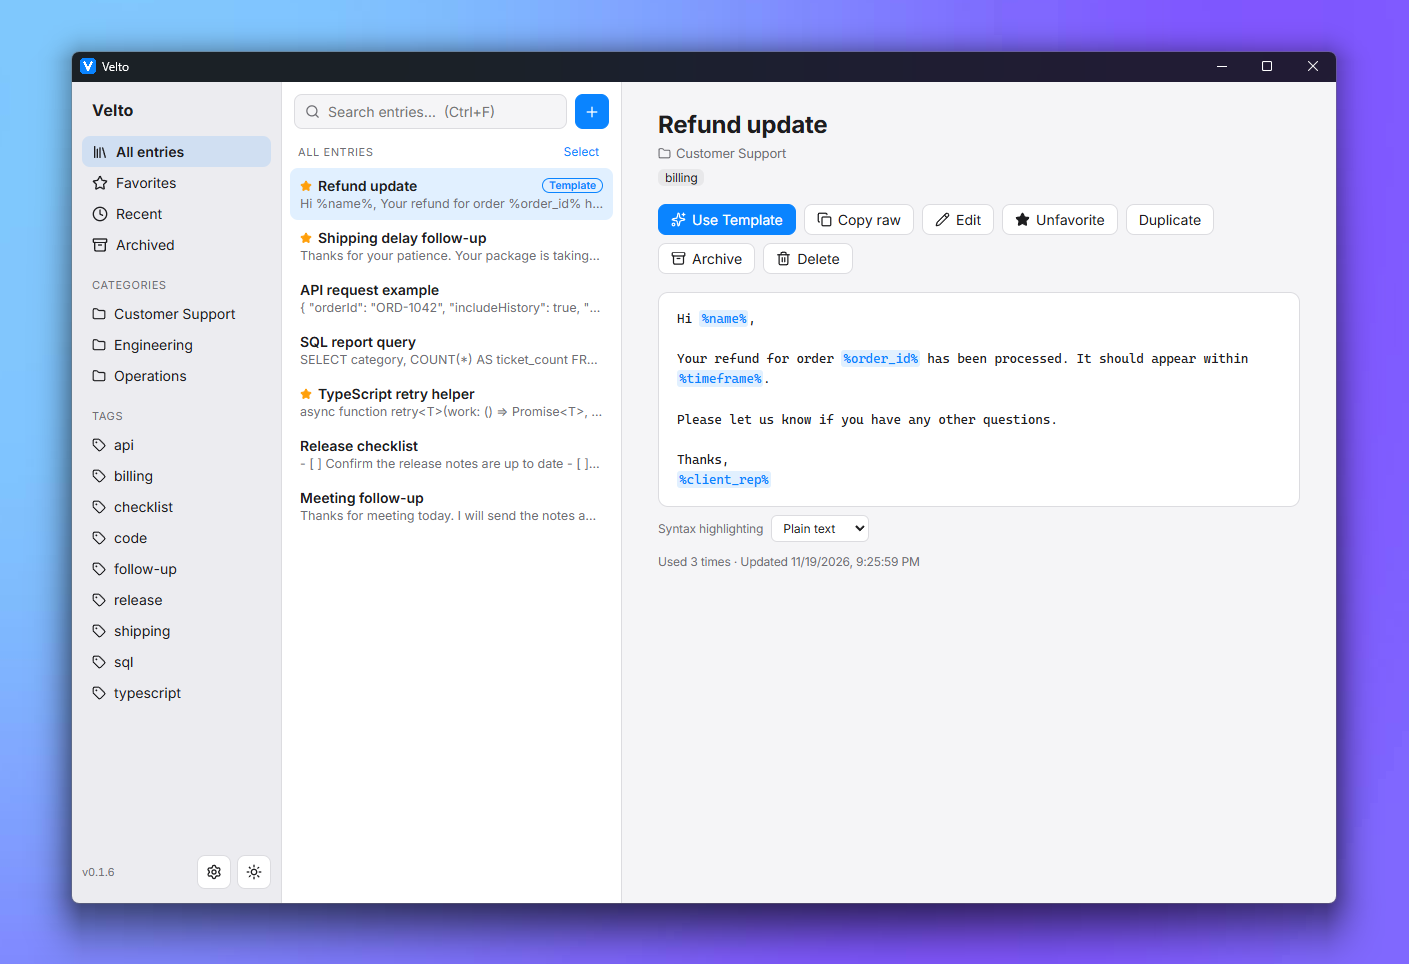 Velto
Velto
All entries
Favorites
Recent
Archived
CATEGORIES
Customer Support
Engineering
Operations
TAGS
api
billing
checklist
code
follow-up
release
shipping
sql
typescript
v0.1.6
Search entries... (Ctrl+F)
+
ALL ENTRIES Select
Refund update Template
Hi %name%, Your refund for order %order_id% h...
Shipping delay follow-up
Thanks for your patience. Your package is taking...
API request example
{ "orderId": "ORD-1042", "includeHistory": true, "...
SQL report query
SELECT category, COUNT(*) AS ticket_count FR...
TypeScript retry helper
async function retry<T>(work: () => Promise<T>, ...
Release checklist
- [ ] Confirm the release notes are up to date - [ ]...
Meeting follow-up
Thanks for meeting today. I will send the notes a...
Refund update
Customer Support
billing
Use Template Copy raw Edit Unfavorite Duplicate
Archive Delete
Hi %name%,
Your refund for order %order_id% has been processed. It should appear within
%timeframe%.
Please let us know if you have any other questions.
Thanks,
%client_rep%
Syntax highlighting Plain text
Used 3 times · Updated 11/19/2026, 9:25:59 PM